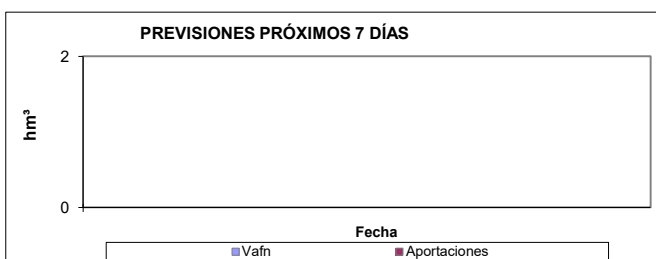 PREVISIONES PRÓXIMOS 7 DÍAS
2
hm³
0
Fecha
Vafn Aportaciones